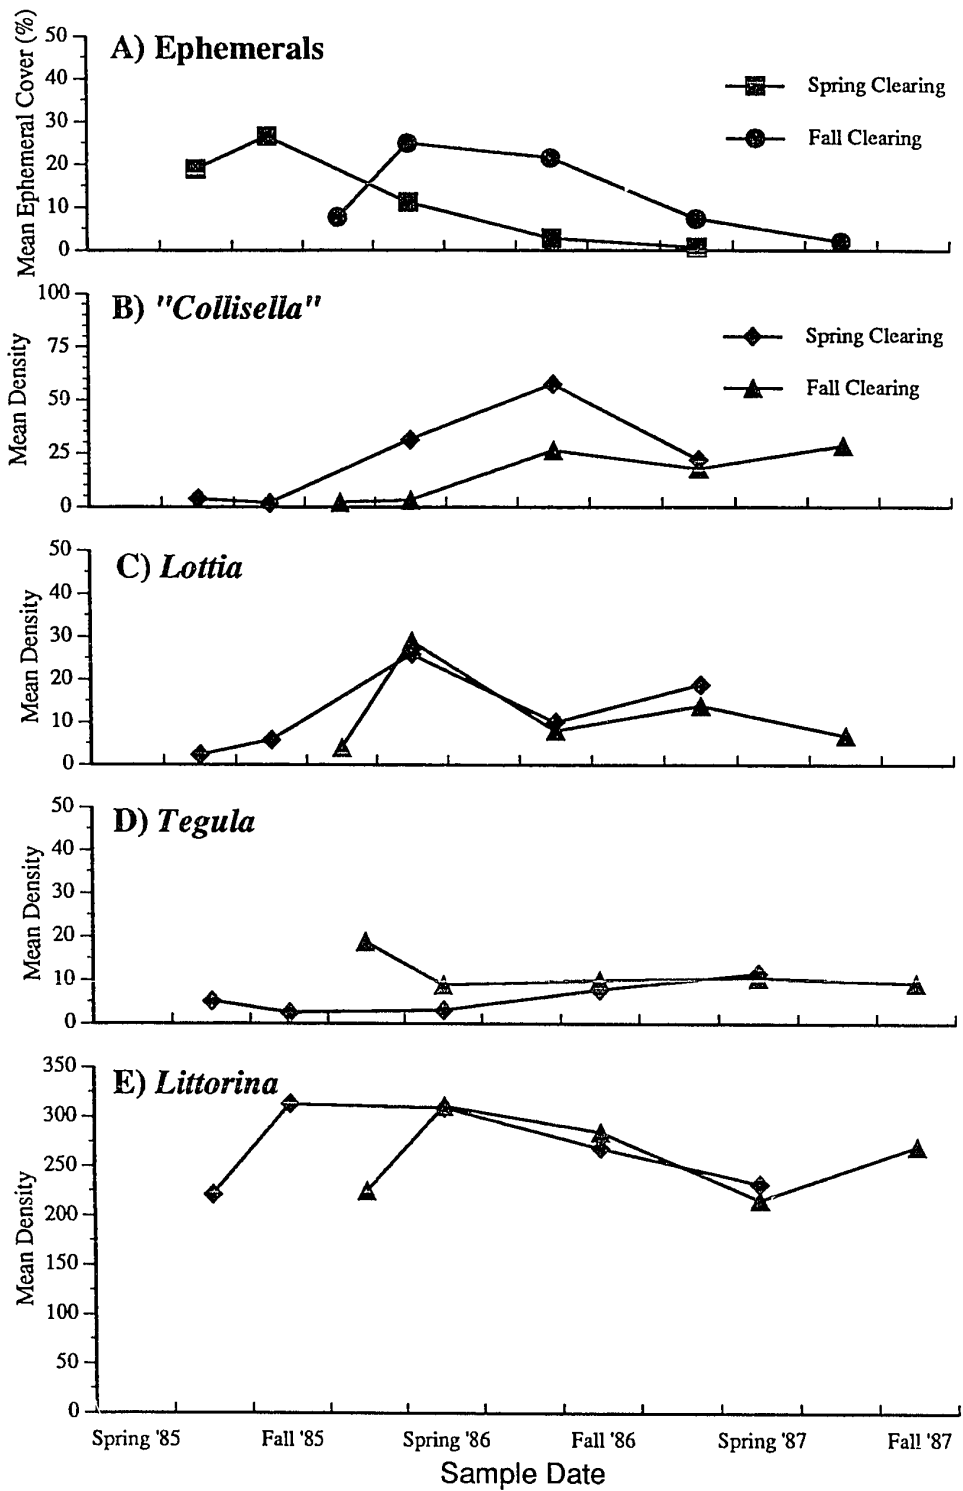 A) Ephemerals
Mean Ephemeral Cover (%)
50
40
30
20
10
0
Spring Clearing
Fall Clearing
B) "Collisella"
Mean Density
100
75
50
25
0
Spring Clearing
Fall Clearing
C) Lottia
Mean Density
50
40
30
20
10
0
D) Tegula
Mean Density
50
40
30
20
10
0
E) Littorina
Mean Density
350
300
250
200
150
100
50
0
Spring '85 Fall '85 Spring '86 Fall '86 Spring '87 Fall '87
Sample Date